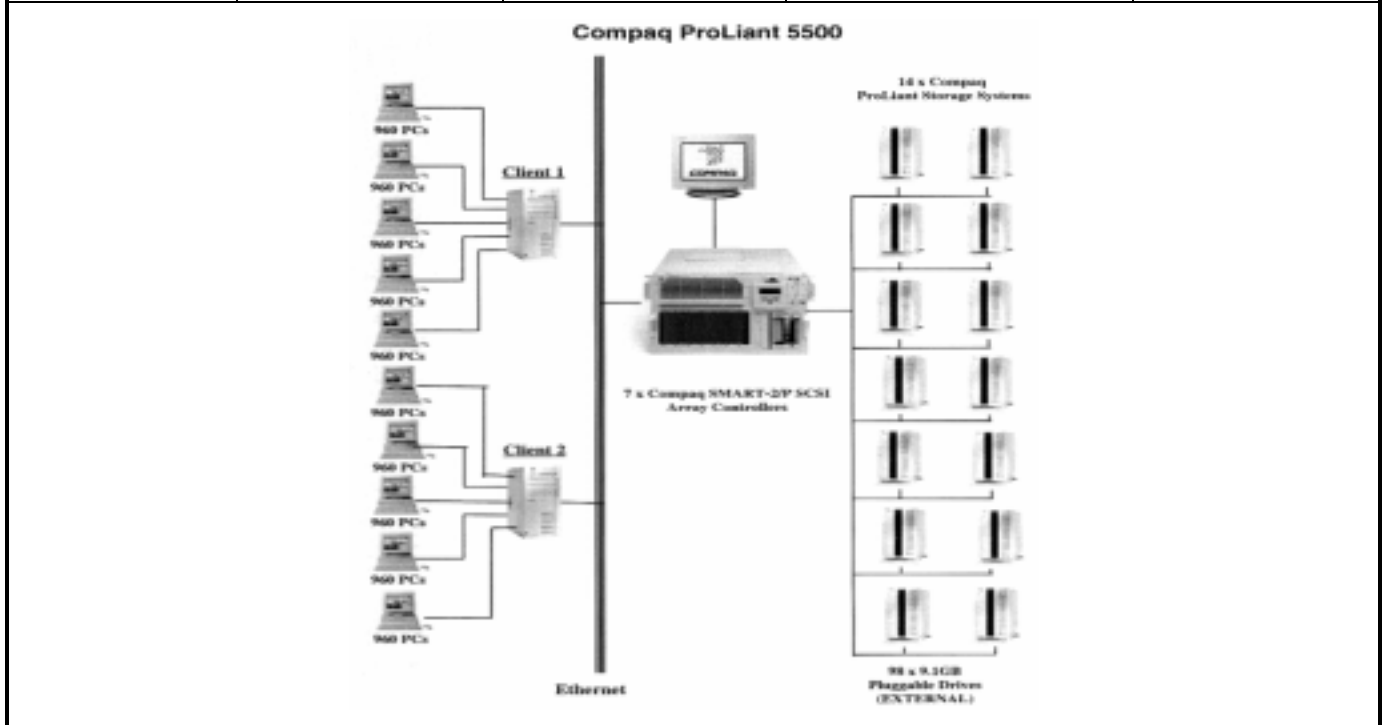 Compaq ProLiant 5500
14 x Compaq
ProLiant Storage Systems
960 PCs
960 PCs
960 PCs
960 PCs
960 PCs
960 PCs
960 PCs
960 PCs
960 PCs
960 PCs
Client 1
Client 2
COMPAQ
7 x Compaq SMART-2/P SCSI
Array Controllers
Ethernet
98 x 9.1GB
Pluggable Drives
(EXTERNAL)